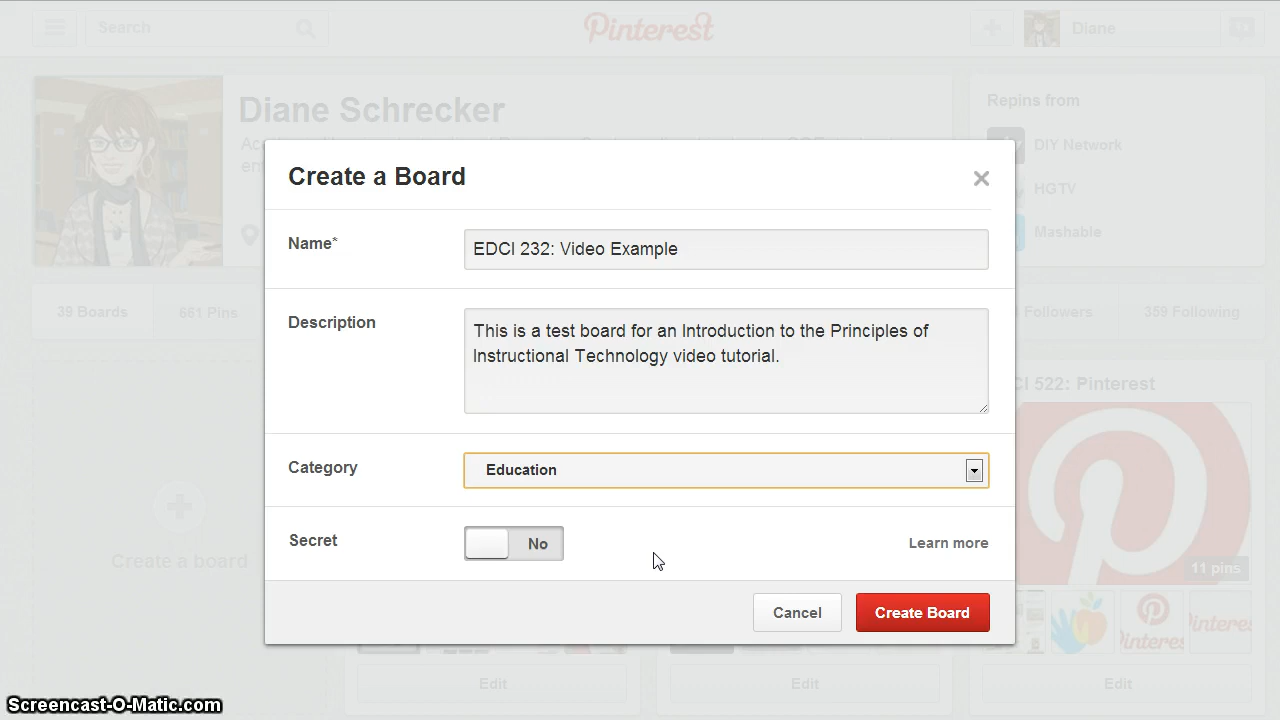 Search
Pinterest
Diane
Diane Schrecker
Repins from
DIY Network
HGTV
Mashable
39 Boards
661 Pins
Followers
359 Following
Create a Board
Name*
EDCI 232: Video Example
Description
This is a test board for an Introduction to the Principles of
Instructional Technology video tutorial.
Category
Education
Secret
No
Learn more
Cancel
Create Board
Create a board
522: Pinterest
11 pins
Edit
Edit
Edit
Screencast-O-Matic.com